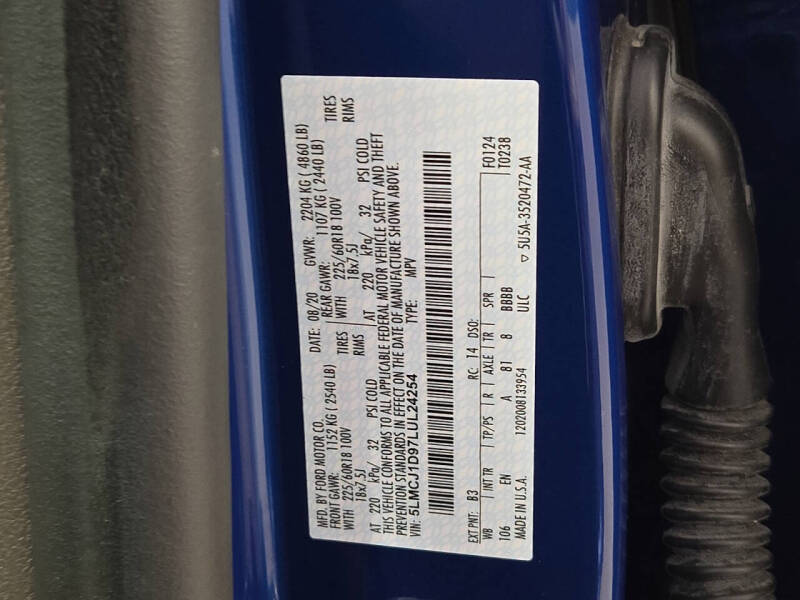 MFD. BY FORD MOTOR CO. DATE: 08/20 GVWR: 2204 KG ( 4860 LB)
FRONT GAWR: 1152 KG ( 2540 LB) REAR GAWR: 1107 KG ( 2440 LB)
WITH 225/60R18 100V TIRES WITH 225/60R18 100V TIRES
18x7.5J RIMS 18x7.5J RIMS
AT 220 kPa/ 32 PSI COLD AT 220 kPa/ 32 PSI COLD
THIS VEHICLE CONFORMS TO ALL APPLICABLE FEDERAL MOTOR VEHICLE SAFETY AND THEFT
PREVENTION STANDARDS IN EFFECT ON THE DATE OF MANUFACTURE SHOWN ABOVE.
VIN: 5LMCJ1D97LUL24254 TYPE: MPV
EXT PNT: B3 RC: 14 DSO: F0124
T0238
WB INT TR TP/PS R AXLE TR SPR
106 EN A 81 8 BBBB
ULC
MADE IN U.S.A. 1202008133954 ▽ 5U5A-3520472-AA